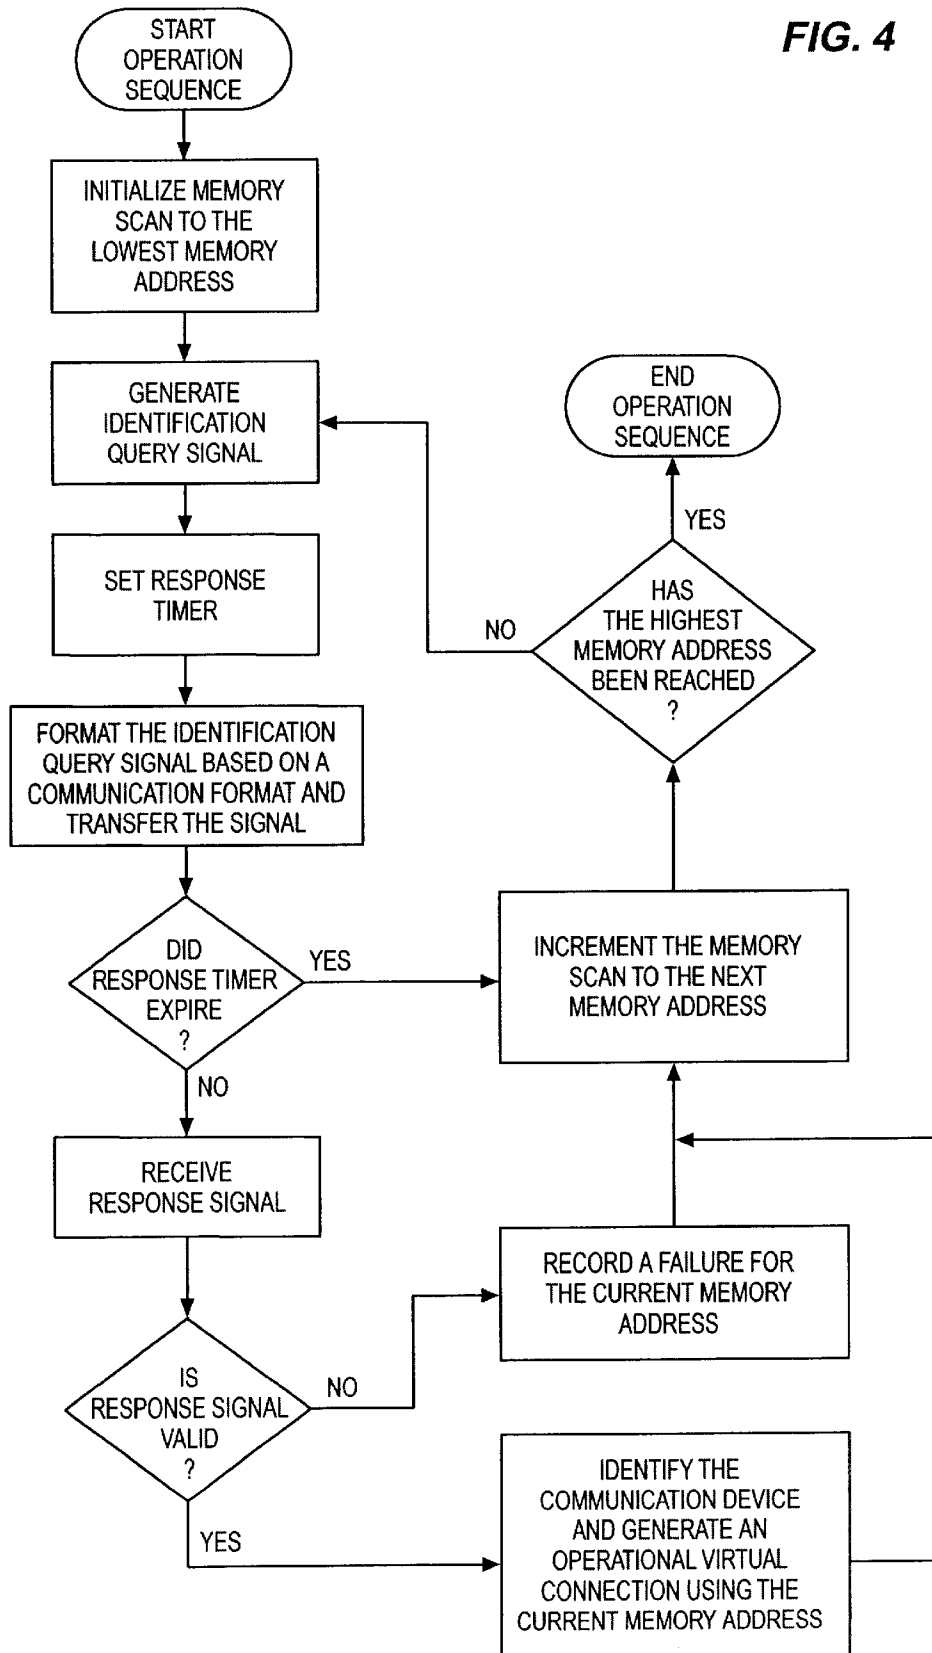 FIG. 4
START
OPERATION
SEQUENCE
INITIALIZE MEMORY
SCAN TO THE
LOWEST MEMORY
ADDRESS
GENERATE
IDENTIFICATION
QUERY SIGNAL
SET RESPONSE
TIMER
FORMAT THE IDENTIFICATION
QUERY SIGNAL BASED ON A
COMMUNICATION FORMAT AND
TRANSFER THE SIGNAL
DID
RESPONSE TIMER
EXPIRE
?
YES
NO
RECEIVE
RESPONSE SIGNAL
IS
RESPONSE SIGNAL
VALID
?
NO
YES
IDENTIFY THE
COMMUNICATION DEVICE
AND GENERATE AN
OPERATIONAL VIRTUAL
CONNECTION USING THE
CURRENT MEMORY ADDRESS
RECORD A FAILURE FOR
THE CURRENT MEMORY
ADDRESS
INCREMENT THE MEMORY
SCAN TO THE NEXT
MEMORY ADDRESS
HAS
THE HIGHEST
MEMORY ADDRESS
BEEN REACHED
?
NO
YES
END
OPERATION
SEQUENCE